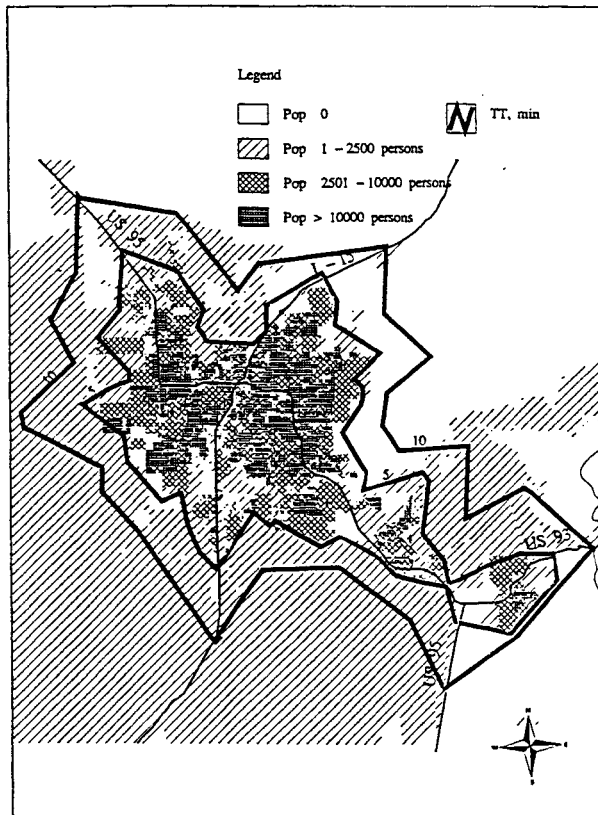 Legend
Pop 0
TT, min
Pop 1 - 2500 persons
Pop 2501 - 10000 persons
Pop > 10000 persons
US 95
I - 15
10
5
10
5
US 93
US 95
N
W
E
S